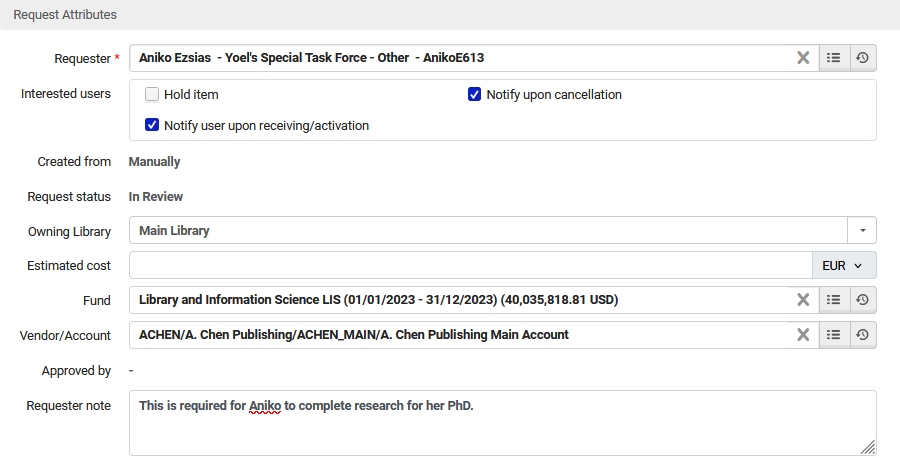 Request Attributes
Requester * Aniko Ezsias - Yoel's Special Task Force - Other - AnikoE613
Interested users Hold item Notify upon cancellation
Notify user upon receiving/activation
Created from Manually
Request status In Review
Owning Library Main Library
Estimated cost EUR
Fund Library and Information Science LIS (01/01/2023 - 31/12/2023) (40,035,818.81 USD)
Vendor/Account ACHEN/A. Chen Publishing/ACHEN_MAIN/A. Chen Publishing Main Account
Approved by -
Requester note This is required for Aniko to complete research for her PhD.